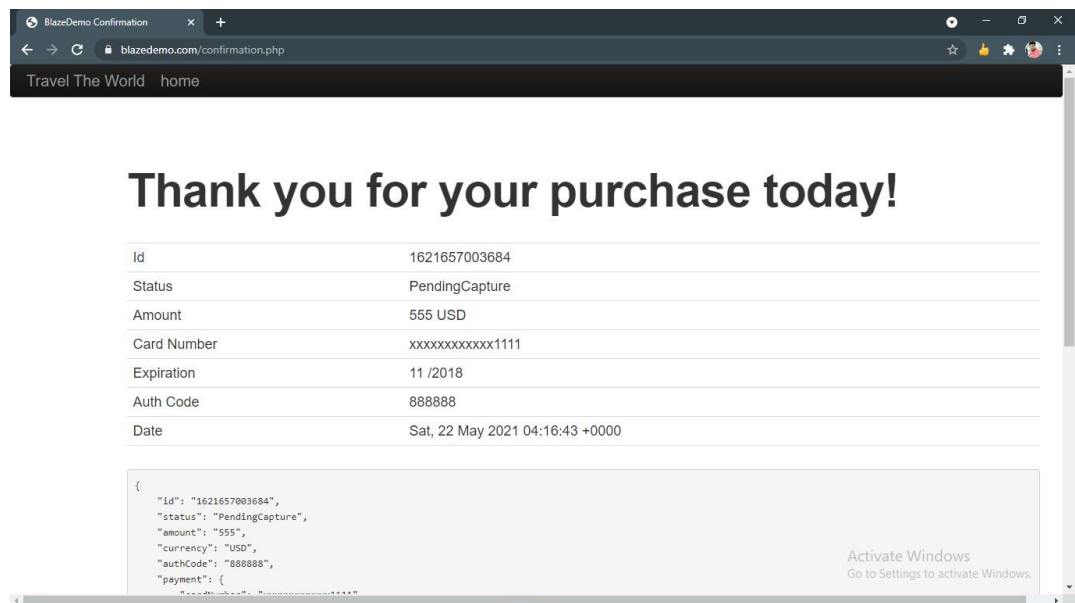 BlazeDemo Confirmation
blazedemo.com/confirmation.php
Travel The World home
Thank you for your purchase today!
Id 1621657003684
Status PendingCapture
Amount 555 USD
Card Number xxxxxxxxxxxx1111
Expiration 11 /2018
Auth Code 888888
Date Sat, 22 May 2021 04:16:43 +0000
{
"id": "1621657003684",
"status": "PendingCapture",
"amount": "555",
"currency": "USD",
"authCode": "888888",
"payment": {
"cardNumber": "xxxxxxxxxxxx1111"
Activate Windows
Go to Settings to activate Windows.